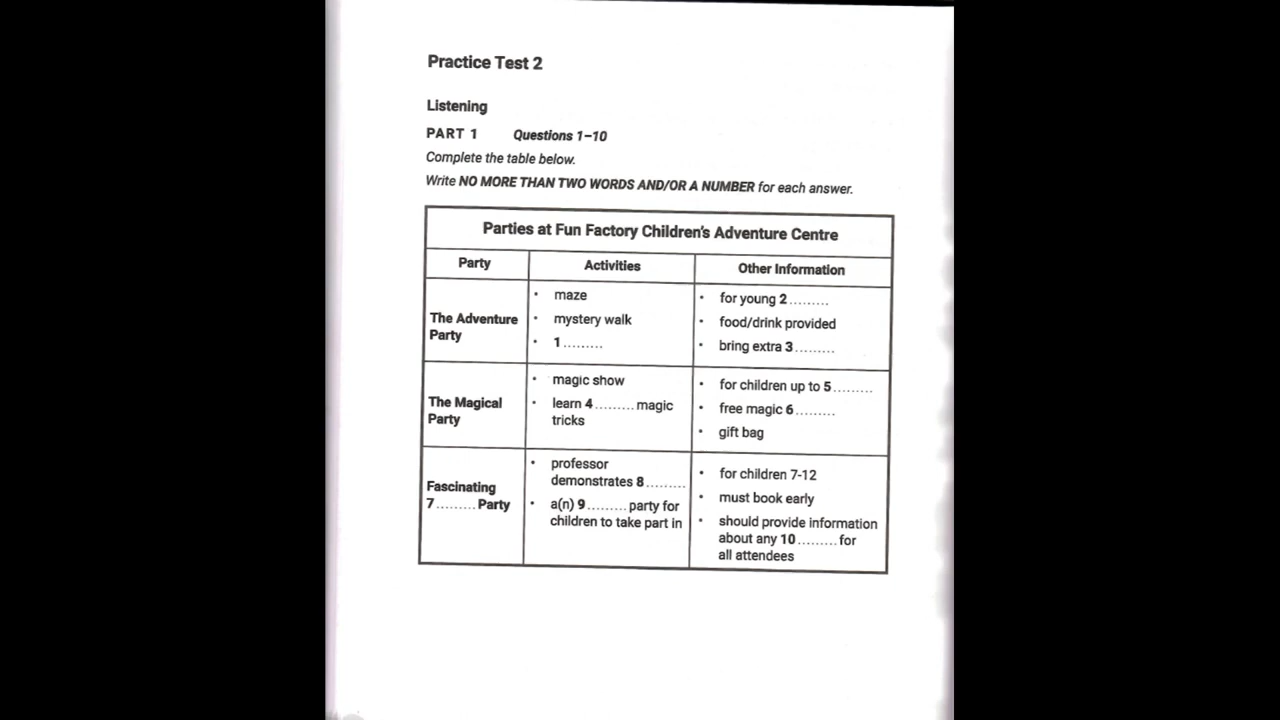 Practice Test 2
Listening
PART 1 Questions 1–10
Complete the table below.
Write NO MORE THAN TWO WORDS AND/OR A NUMBER for each answer.
Parties at Fun Factory Children's Adventure Centre
Party Activities Other Information
The Adventure
Party
• maze
• mystery walk
• 1.........
• for young 2.........
• food/drink provided
• bring extra 3.........
The Magical
Party
• magic show
• learn 4......... magic
tricks
• for children up to 5.........
• free magic 6.........
• gift bag
Fascinating
7......... Party
• professor
demonstrates 8.........
• a(n) 9......... party for
children to take part in
• for children 7-12
• must book early
• should provide information
about any 10......... for
all attendees